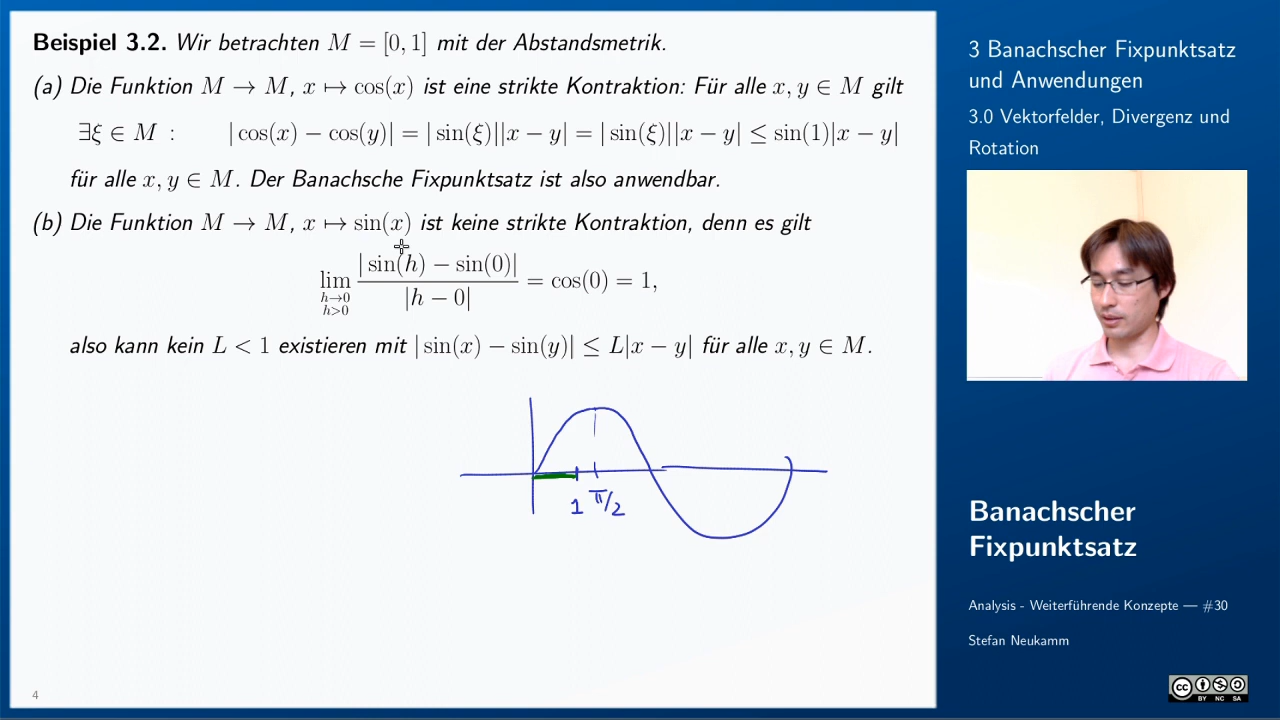 Beispiel 3.2. Wir betrachten M = [0, 1] mit der Abstandsmetrik.
(a) Die Funktion M → M, x ↦ cos(x) ist eine strikte Kontraktion: Für alle x, y ∈ M gilt
∃ξ ∈ M : | cos(x) − cos(y)| = | sin(ξ)||x − y| = | sin(ξ)||x − y| ≤ sin(1)|x − y|
für alle x, y ∈ M. Der Banachsche Fixpunktsatz ist also anwendbar.
(b) Die Funktion M → M, x ↦ sin(x) ist keine strikte Kontraktion, denn es gilt
lim h→0 h>0 | sin(h) − sin(0)| / |h − 0| = cos(0) = 1,
also kann kein L < 1 existieren mit | sin(x) − sin(y)| ≤ L|x − y| für alle x, y ∈ M.
1 π/2
4
3 Banachscher Fixpunktsatz
und Anwendungen
3.0 Vektorfelder, Divergenz und
Rotation
Banachscher
Fixpunktsatz
Analysis - Weiterführende Konzepte — #30
Stefan Neukamm
cc
BY NC SA